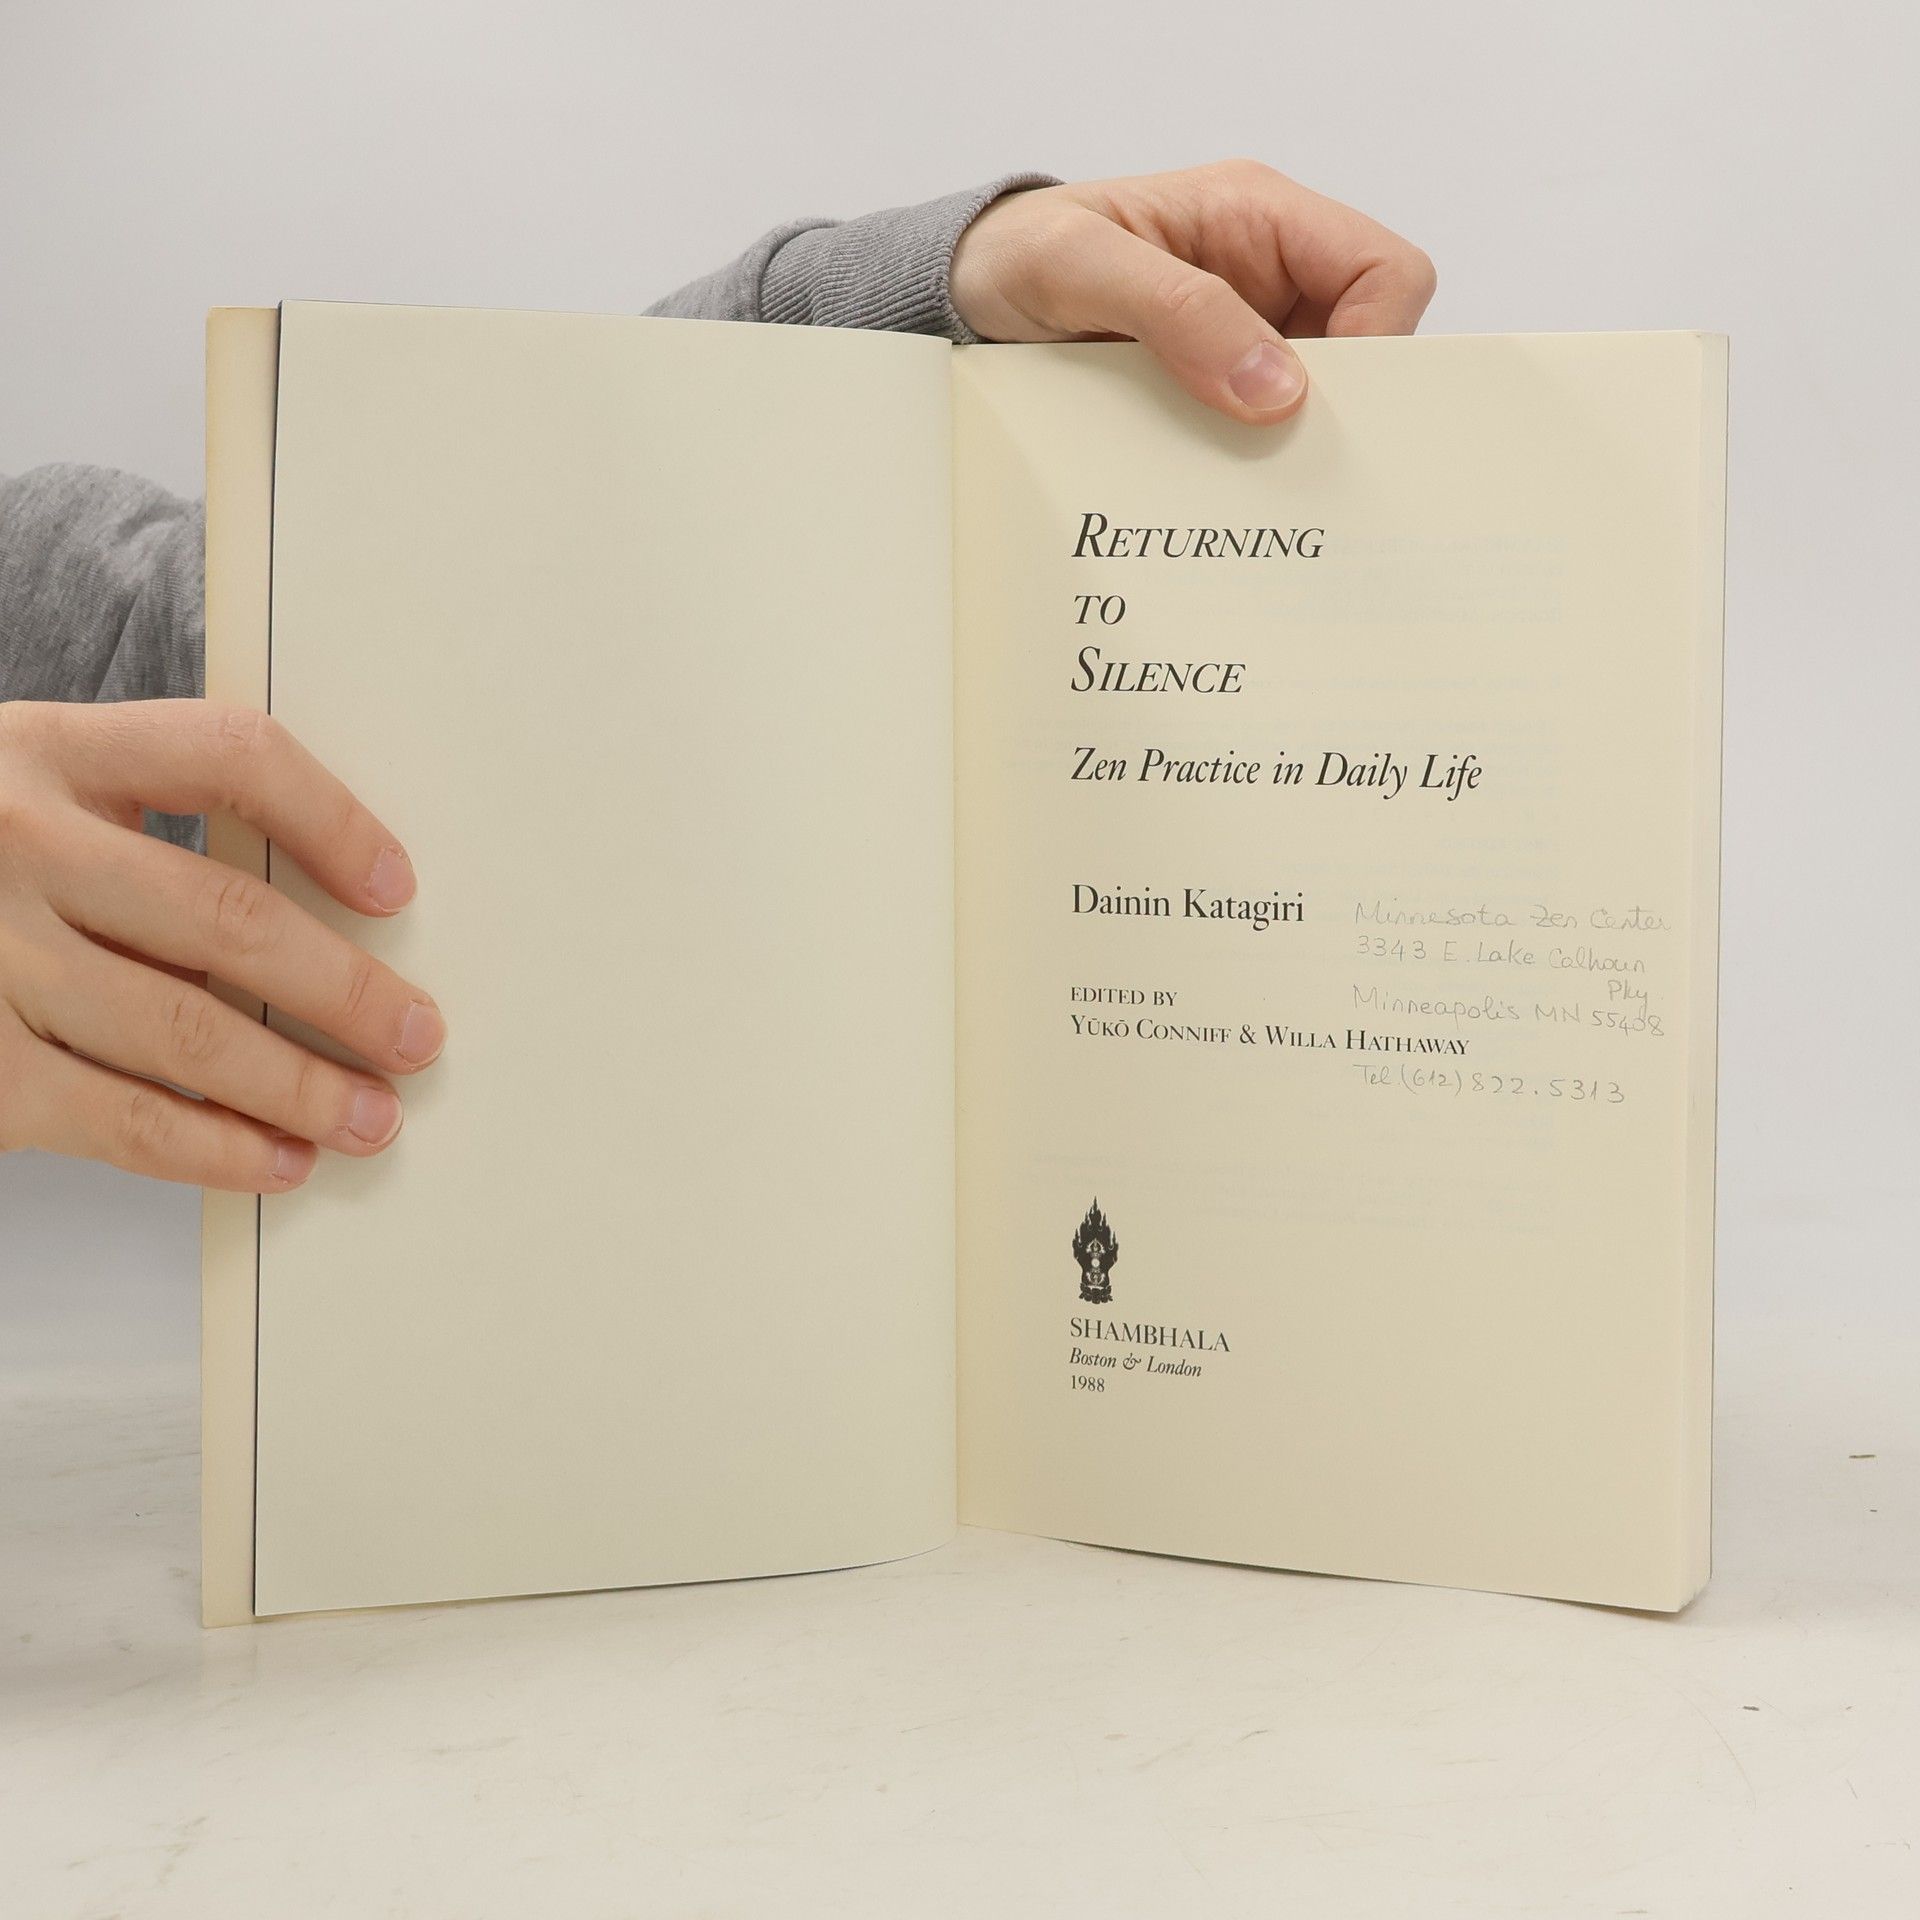 RETURNING
TO
SILENCE
Zen Practice in Daily Life
Dainin Katagiri
Minnesota Zen Center
3343 E. Lake Calhoun
Pky
Minneapolis MN 55408
EDITED BY
YŪKŌ CONNIFF & WILLA HATHAWAY
Tel. (612) 822.5313
SHAMBHALA
Boston & London
1988